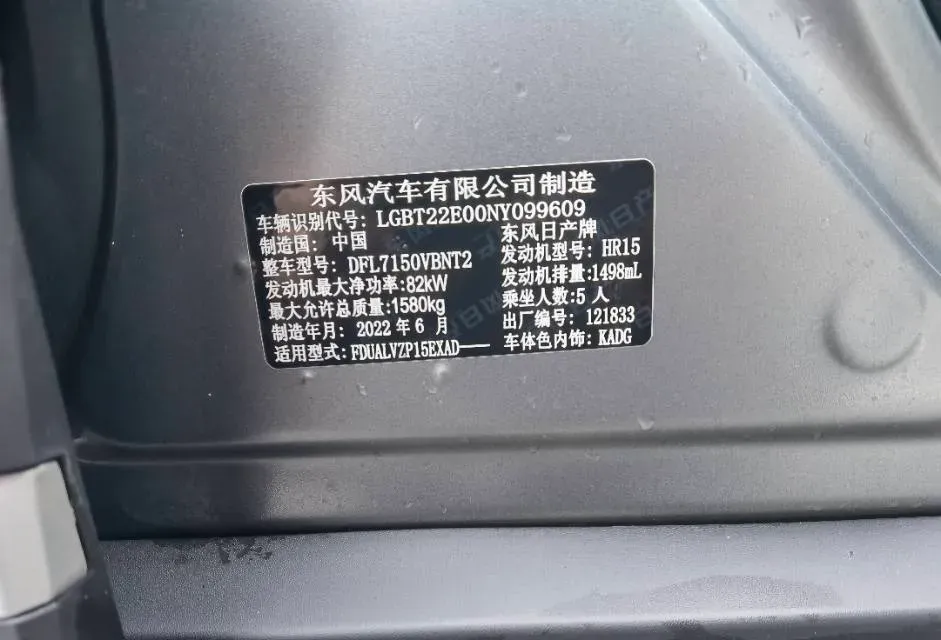 东风汽车有限公司制造
车辆识别代号: LGBT22E00NY099609
制造国: 中国 东风日产牌
整车型号: DFL7150VBNT2 发动机型号: HR15
发动机最大净功率:82kW 发动机排量:1498mL
最大允许总质量:1580kg 乘坐人数:5 人
制造年月: 2022 年 6 月 出厂编号: 121833
适用型式: FDUALVZP15EXAD—— 车体色内饰: KADG